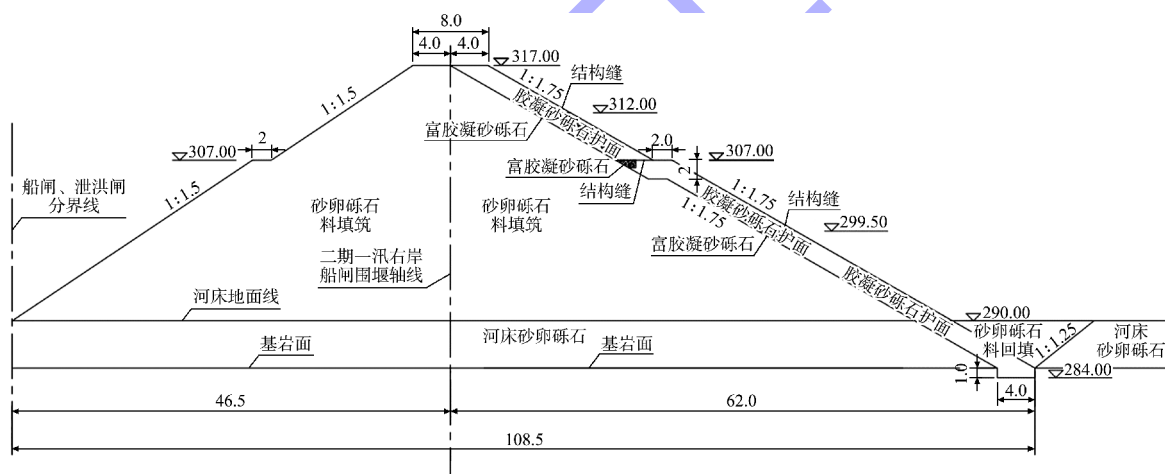 8.0
4.0 4.0
317.00
结构缝
1:1.75
胶凝砂砾石护面
312.00
1:1.5
富胶凝砂砾石
2
307.00
2.0
307.00
富胶凝砂砾石
2
结构缝
船闸、泄洪闸
分界线
1:1.5
砂卵砾石
料填筑
砂卵砾石
料填筑
1:1.75
结构缝
胶凝砂砾石护面
1:1.75
299.50
富胶凝砂砾石
二期一汛右岸
船闸围堰轴线
胶凝砂砾石护面
河床地面线
290.00
河床砂卵砾石
砂卵砾石
料回填
1:1.25
河床
砂卵砾石
基岩面
基岩面
1.0
284.00
4.0
46.5
62.0
108.5